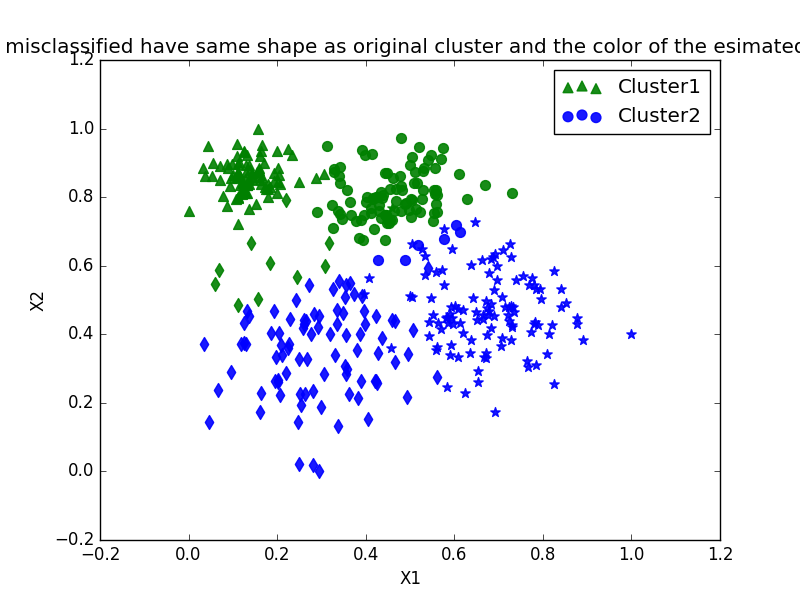 misclassified have same shape as original cluster and the color of the esimated
1.2
Cluster1
Cluster2
1.0
0.8
0.6
X2
0.4
0.2
0.0
−0.2
−0.2 0.0 0.2 0.4 0.6 0.8 1.0 1.2
X1